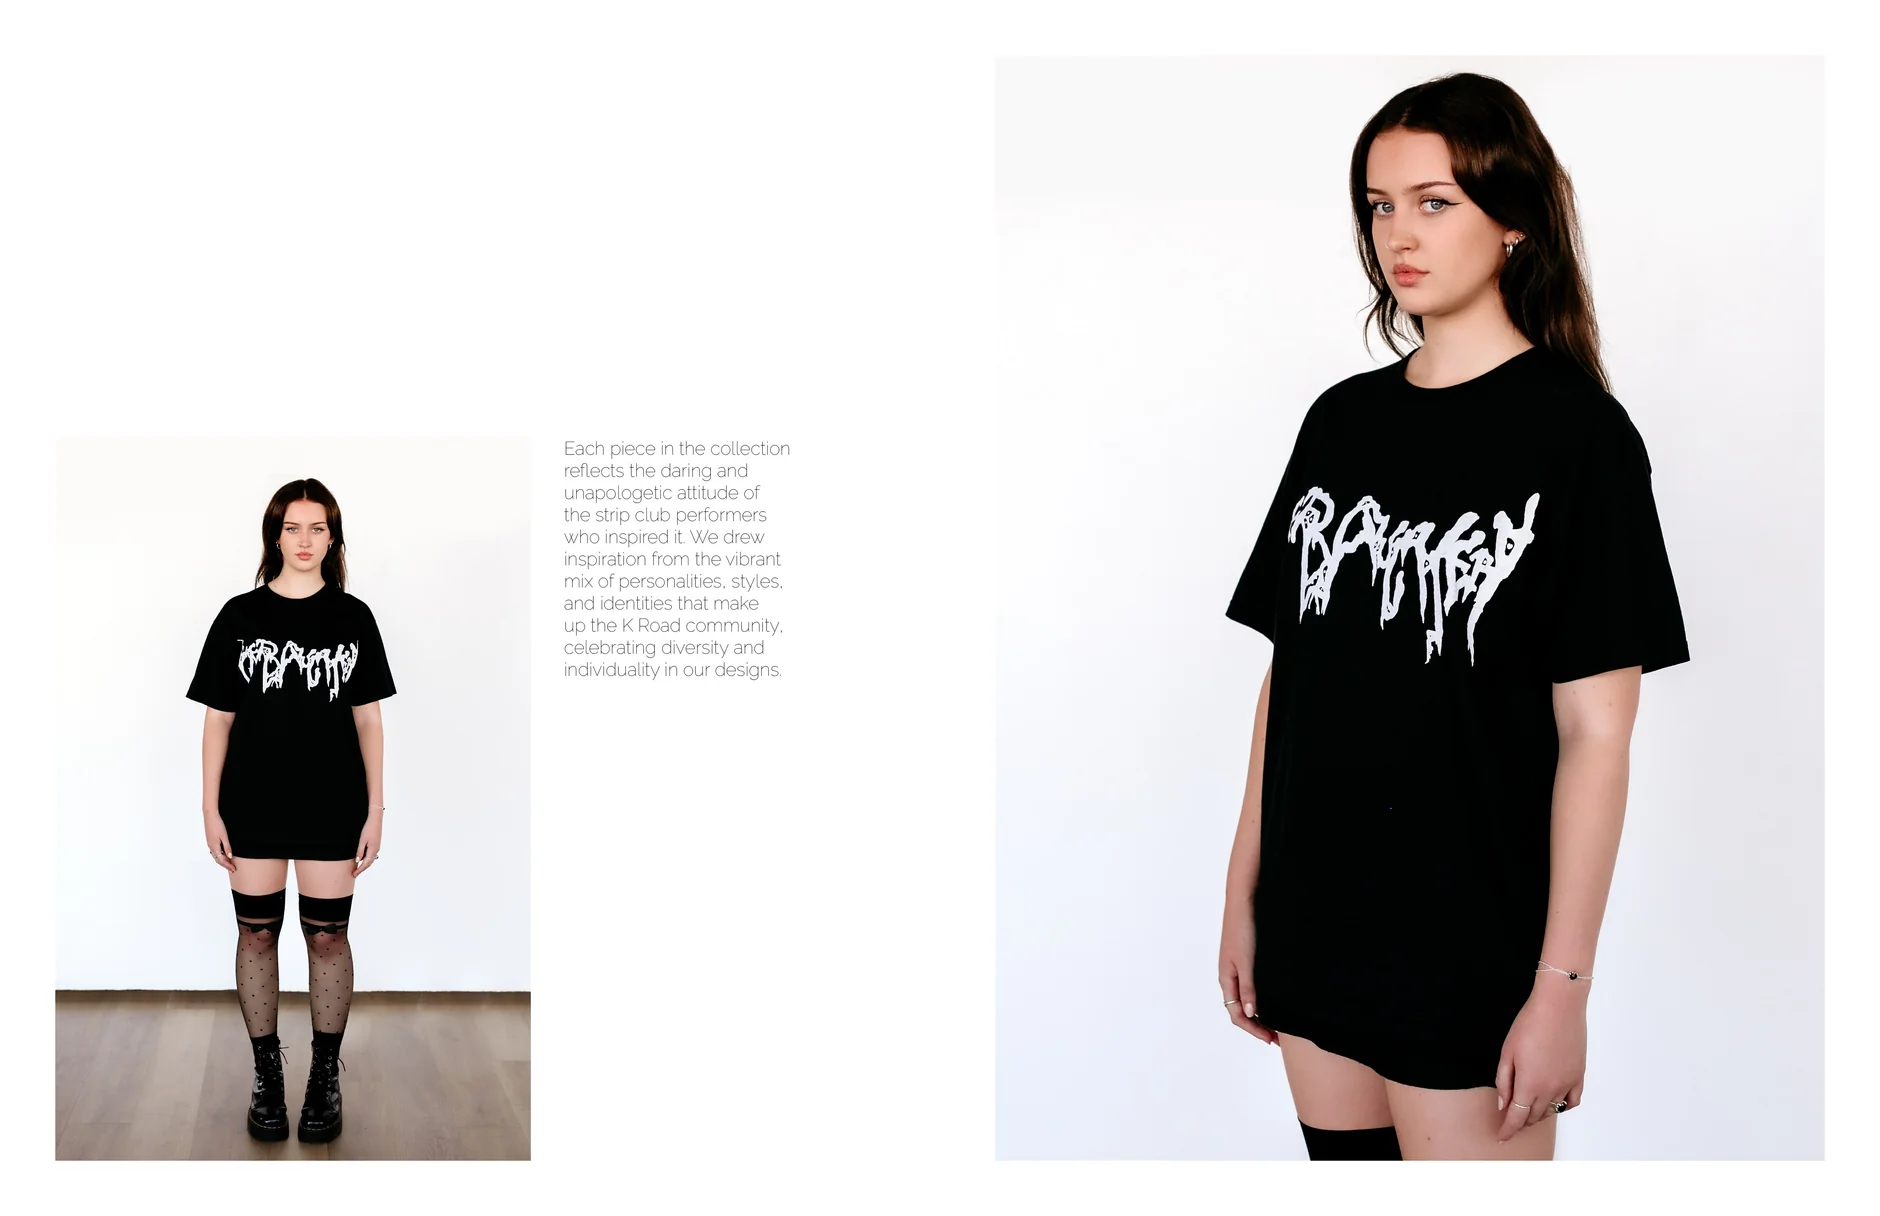 Each piece in the collection
reflects the daring and
unapologetic attitude of
the strip club performers
who inspired it. We drew
inspiration from the vibrant
mix of personalities, styles,
and identities that make
up the K Road community,
celebrating diversity and
individuality in our designs.